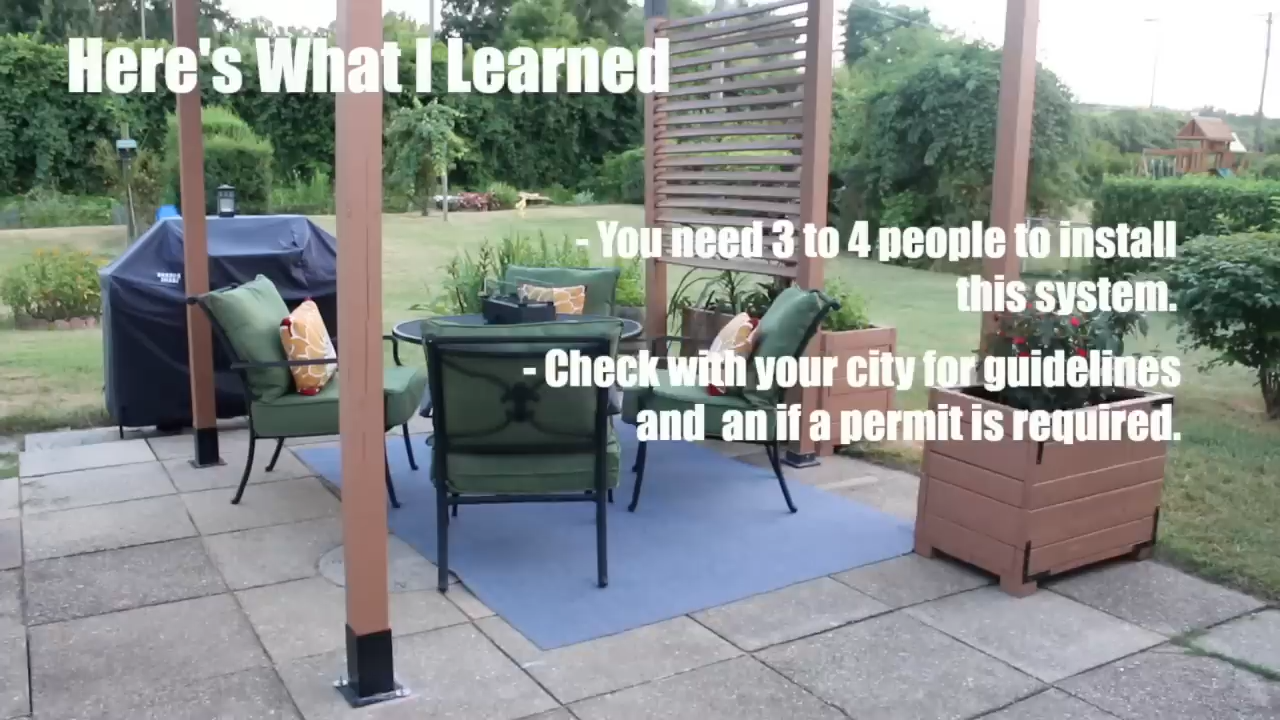 Here's What I Learned
- You need 3 to 4 people to install
this system.
- Check with your city for guidelines
and  an if a permit is required.